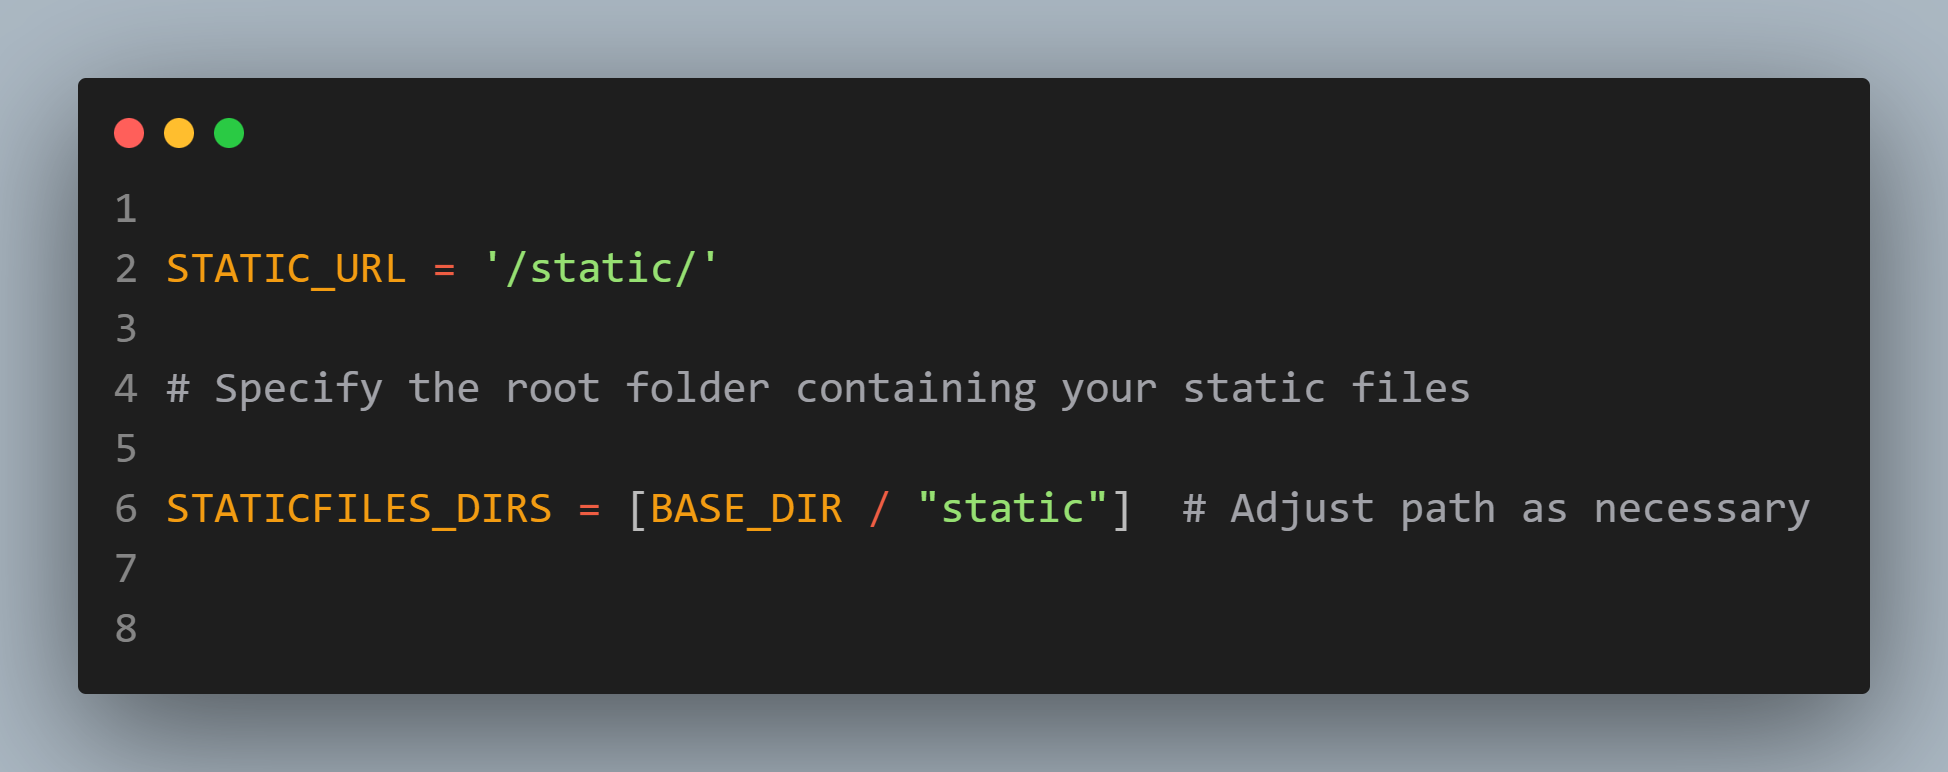 1
2 STATIC_URL = '/static/'
3
4 # Specify the root folder containing your static files
5
6 STATICFILES_DIRS = [BASE_DIR / "static"]  # Adjust path as necessary
7
8